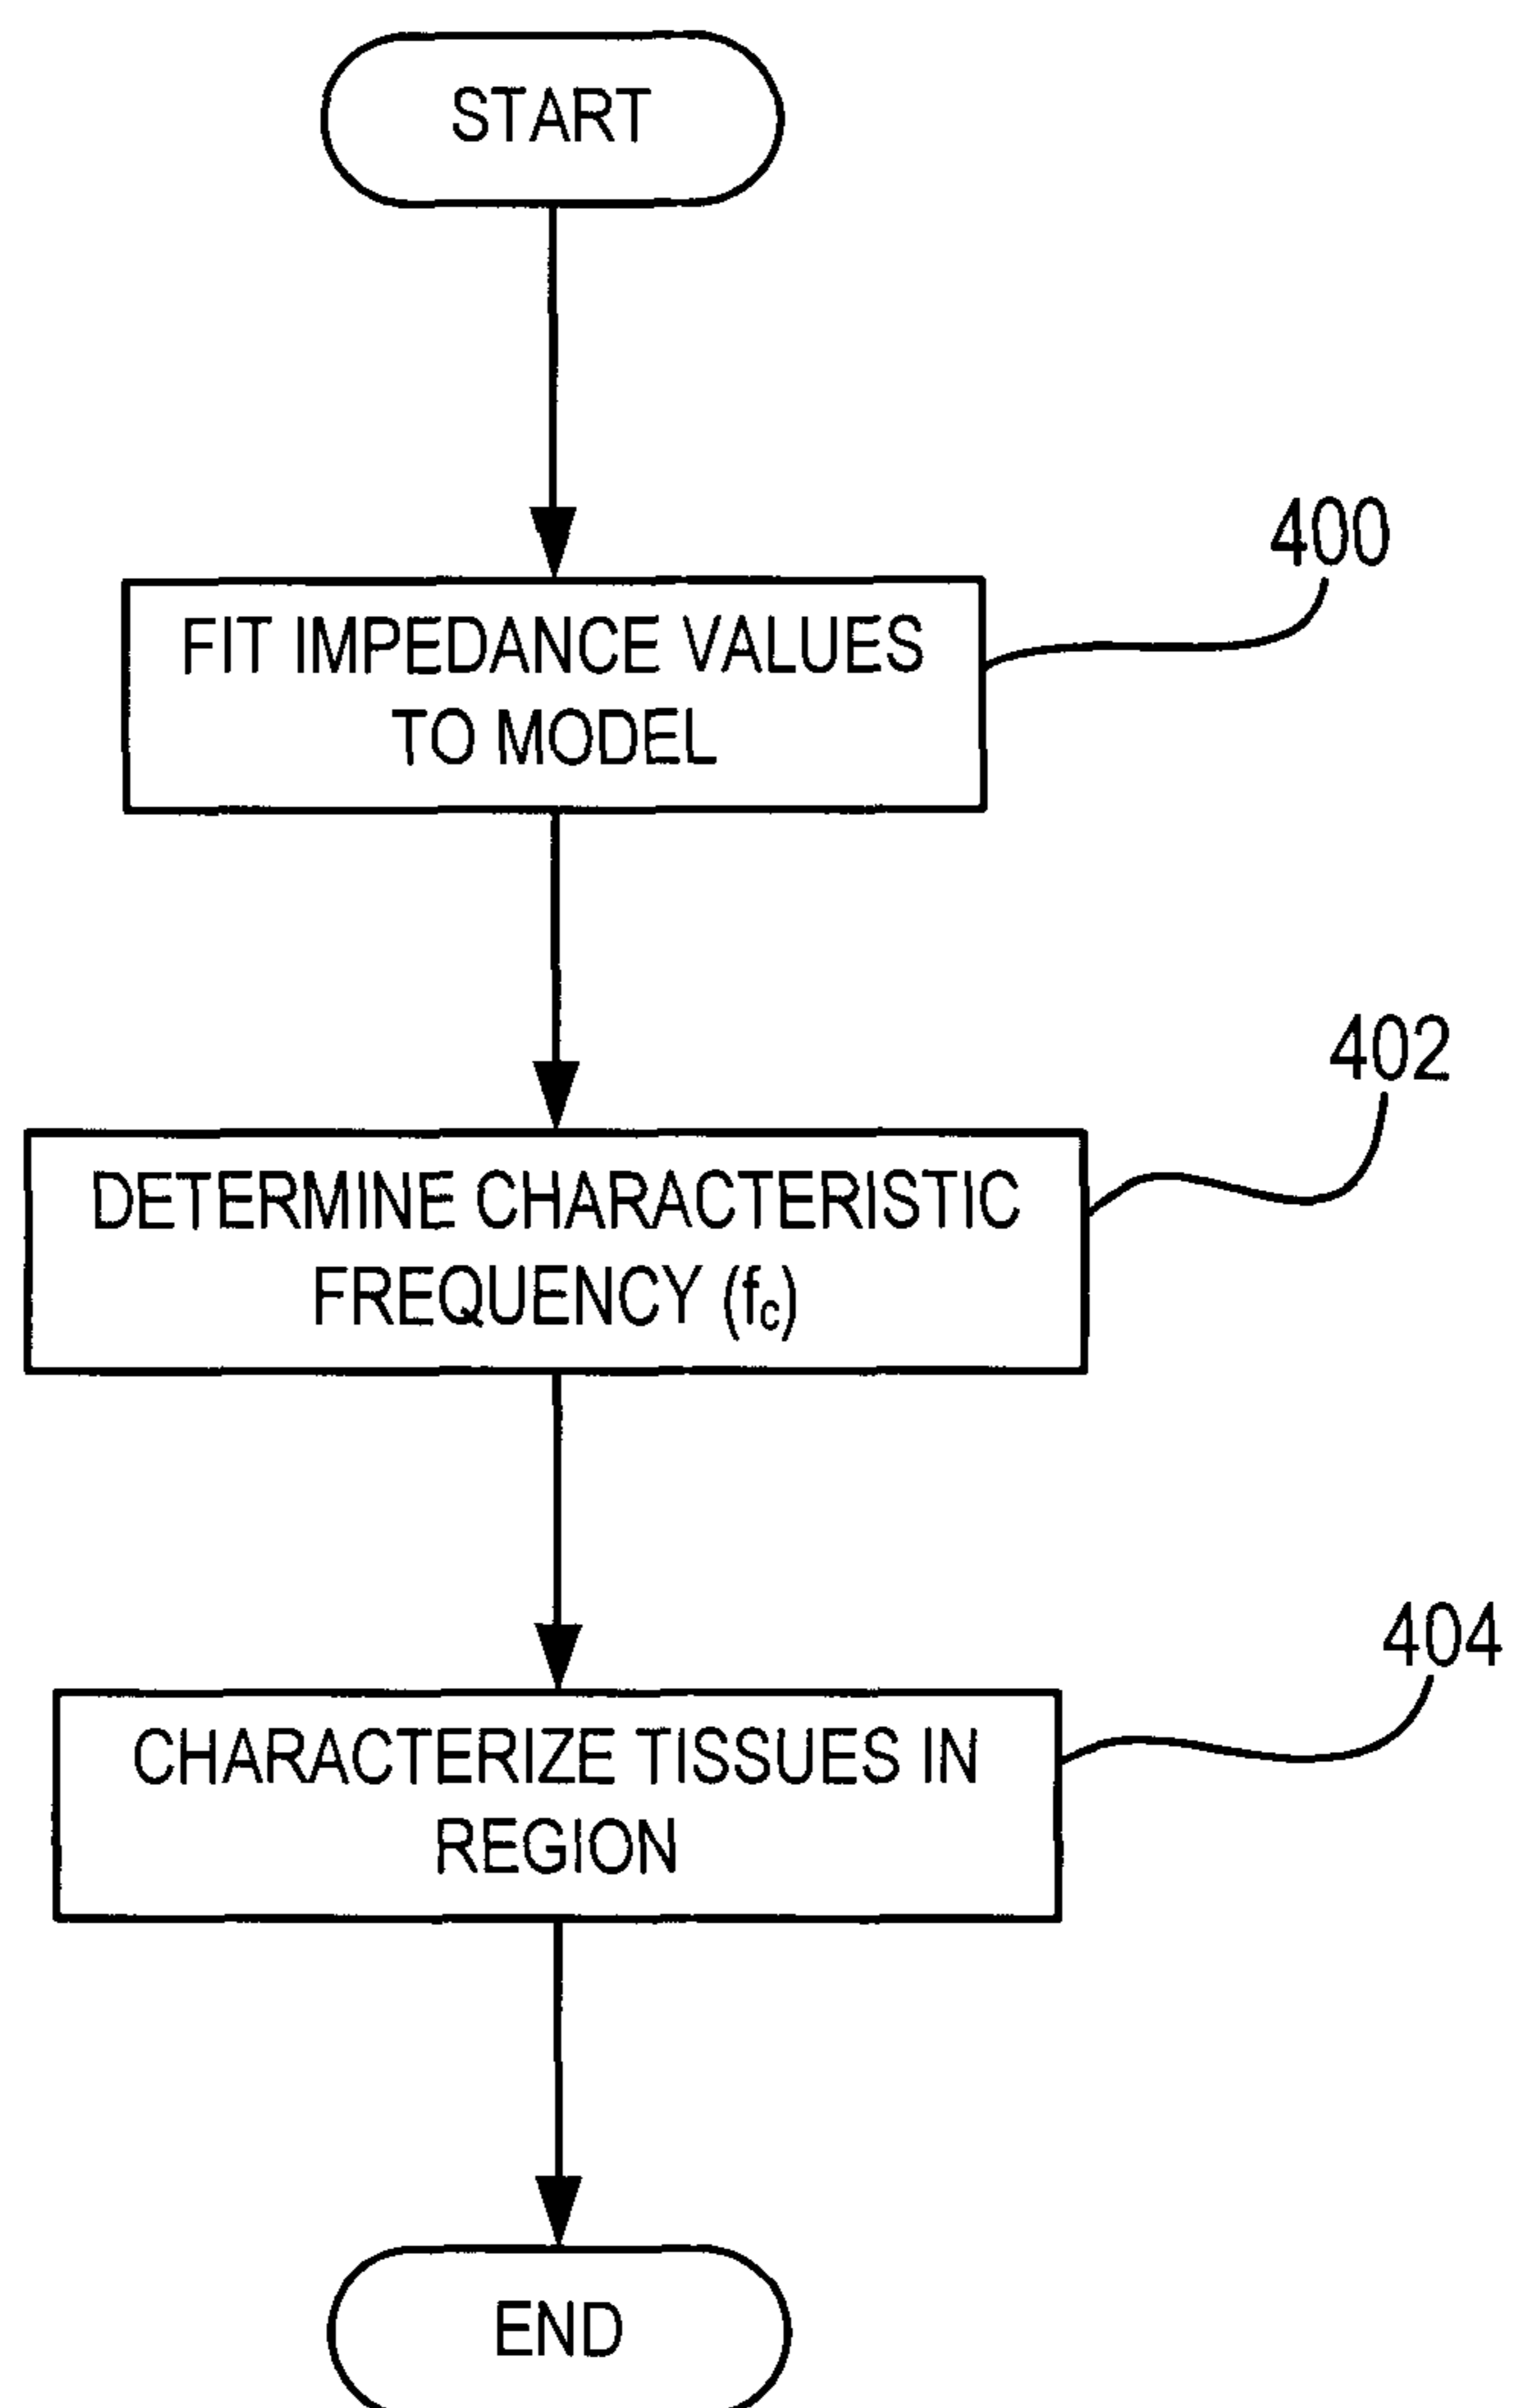 START
400
FIT IMPEDANCE VALUES
TO MODEL
402
DETERMINE CHARACTERISTIC
FREQUENCY (fc)
404
CHARACTERIZE TISSUES IN
REGION
END